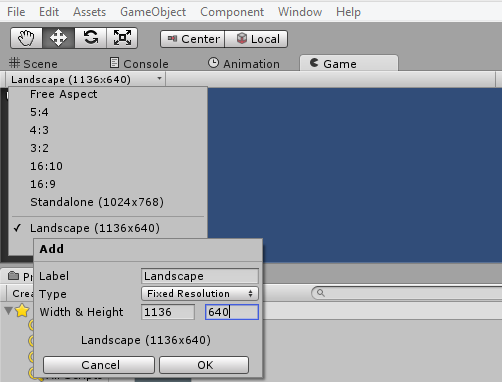 File Edit Assets GameObject Component Window Help
Center Local
Scene Console Animation Game
Landscape (1136x640)
Free Aspect
5:4
4:3
3:2
16:10
16:9
Standalone (1024x768)
✓ Landscape (1136x640)
Add
Label Landscape
Type Fixed Resolution
Width & Height 1136 640
Landscape (1136x640)
Cancel OK